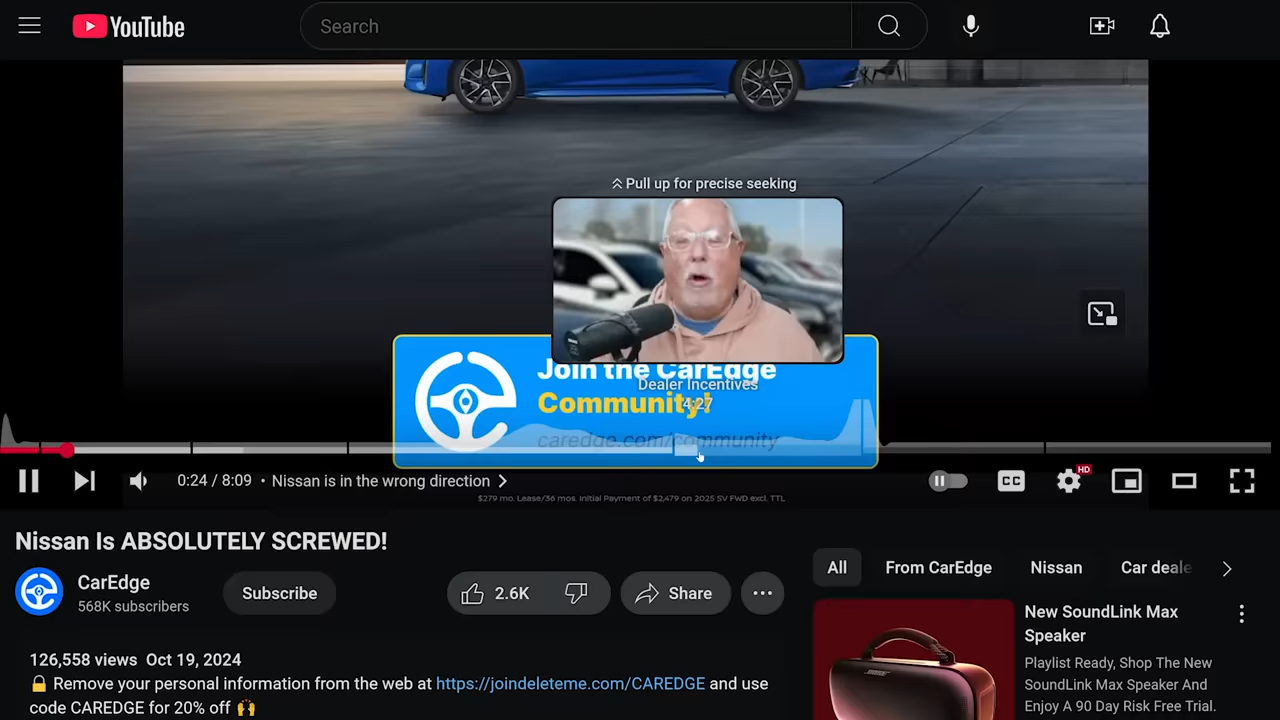 YouTube
Search
Pull up for precise seeking
Join the CarEdge
Dealer Incentives
Community!
4:27
caredge.com/community
0:24 / 8:09 • Nissan is in the wrong direction
HD
CC
$279 mo. Lease/36 mos. Initial Payment of $2,479 on 2025 SV FWD excl. TTL
Nissan Is ABSOLUTELY SCREWED!
CarEdge
568K subscribers
Subscribe
2.6K
Share
All
From CarEdge
Nissan
Car deale
126,558 views Oct 19, 2024
🔒 Remove your personal information from the web at https://joindeleteme.com/CAREDGE and use
code CAREDGE for 20% off 🙌
New SoundLink Max
Speaker
Playlist Ready, Shop The New
SoundLink Max Speaker And
Enjoy A 90 Day Risk Free Trial.
BOSE